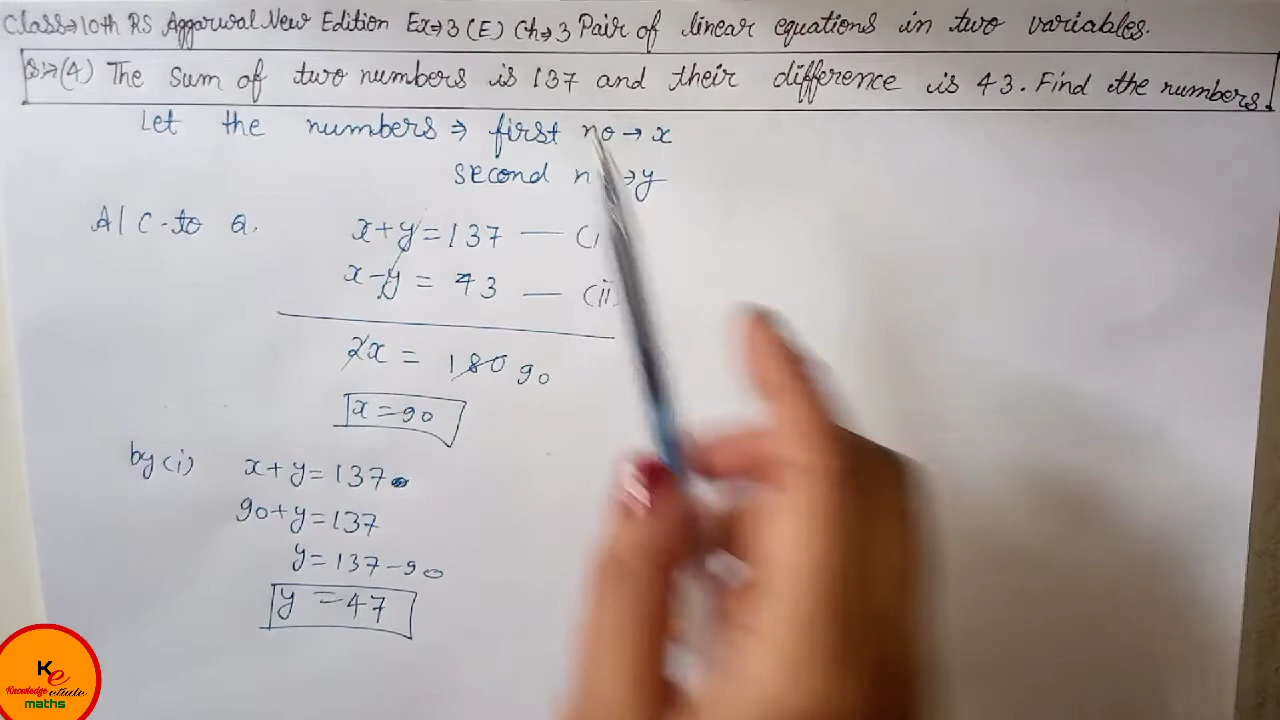 Class→10th RS Aggarwal New Edition Ex→3(E) Ch→3 Pair of linear equations in two variables.
Q→(4) The sum of two numbers is 137 and their difference is 43. Find the numbers.
Let the numbers ⇒ first no → x
second n →y
A/C-to Q.
x+y=137 — (i
x-y = 43 — (ii)
2x = 180 90
x = 90
by (i) x+y=137
90+y=137
y=137-90
y = 47
Ke
Knowledge
maths